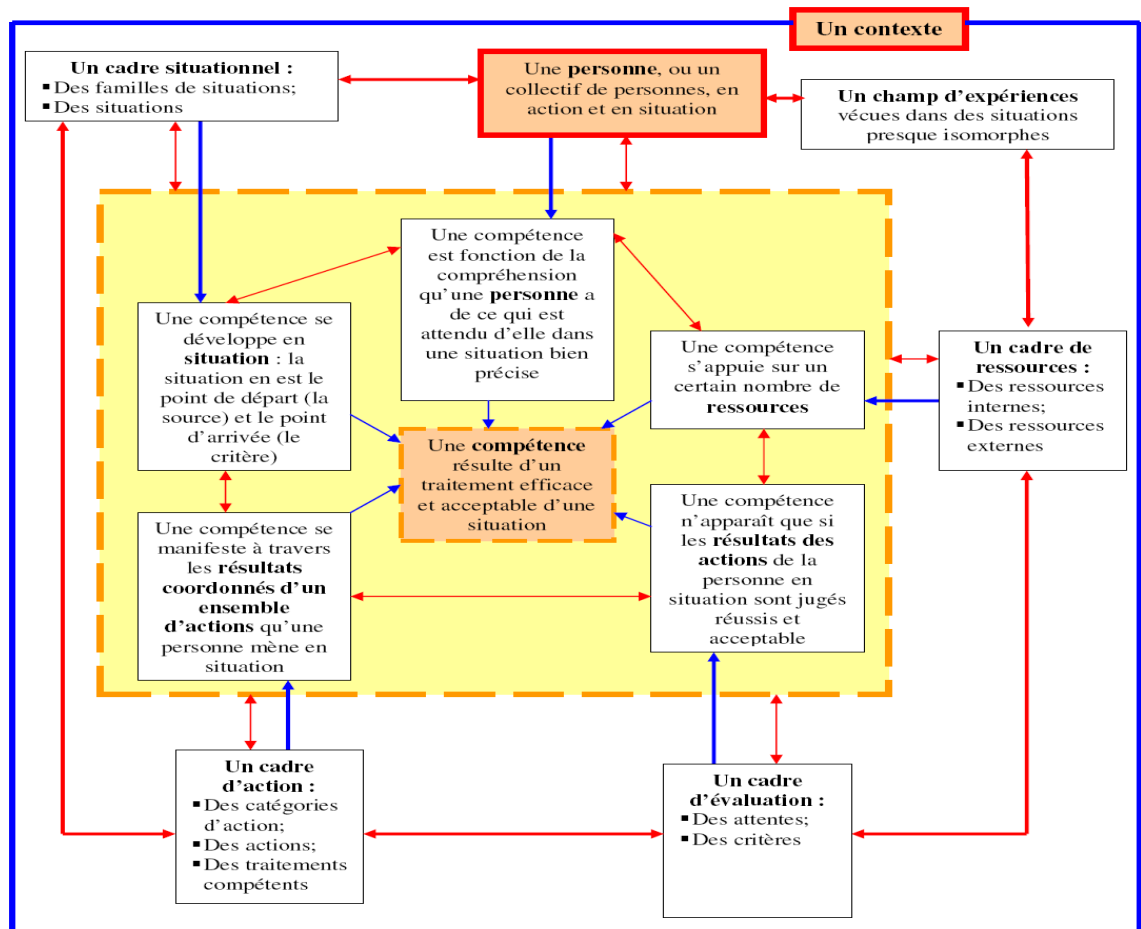 Un contexte
Un cadre situationnel :
▪ Des familles de situations;
▪ Des situations
Une personne, ou un
collectif de personnes, en
action et en situation
Un champ d'expériences
vécues dans des situations
presque isomorphes
Une compétence
est fonction de la
compréhension
qu'une personne a
de ce qui est
attendu d'elle dans
une situation bien
précise
Une compétence se
développe en
situation : la
situation en est le
point de départ (la
source) et le point
d'arrivée (le
critère)
Une compétence
s'appuie sur un
certain nombre de
ressources
Un cadre de
ressources :
▪ Des ressources
internes;
▪ Des ressources
externes
Une compétence
résulte d'un
traitement efficace
et acceptable d'une
situation
Une compétence se
manifeste à travers
les résultats
coordonnés d'un
ensemble
d'actions qu'une
personne mène en
situation
Une compétence
n'apparaît que si
les résultats des
actions de la
personne en
situation sont jugés
réussis et
acceptable
Un cadre
d'action :
▪ Des catégories
d'action;
▪ Des actions;
▪ Des traitements
compétents
Un cadre
d'évaluation :
▪ Des attentes;
▪ Des critères